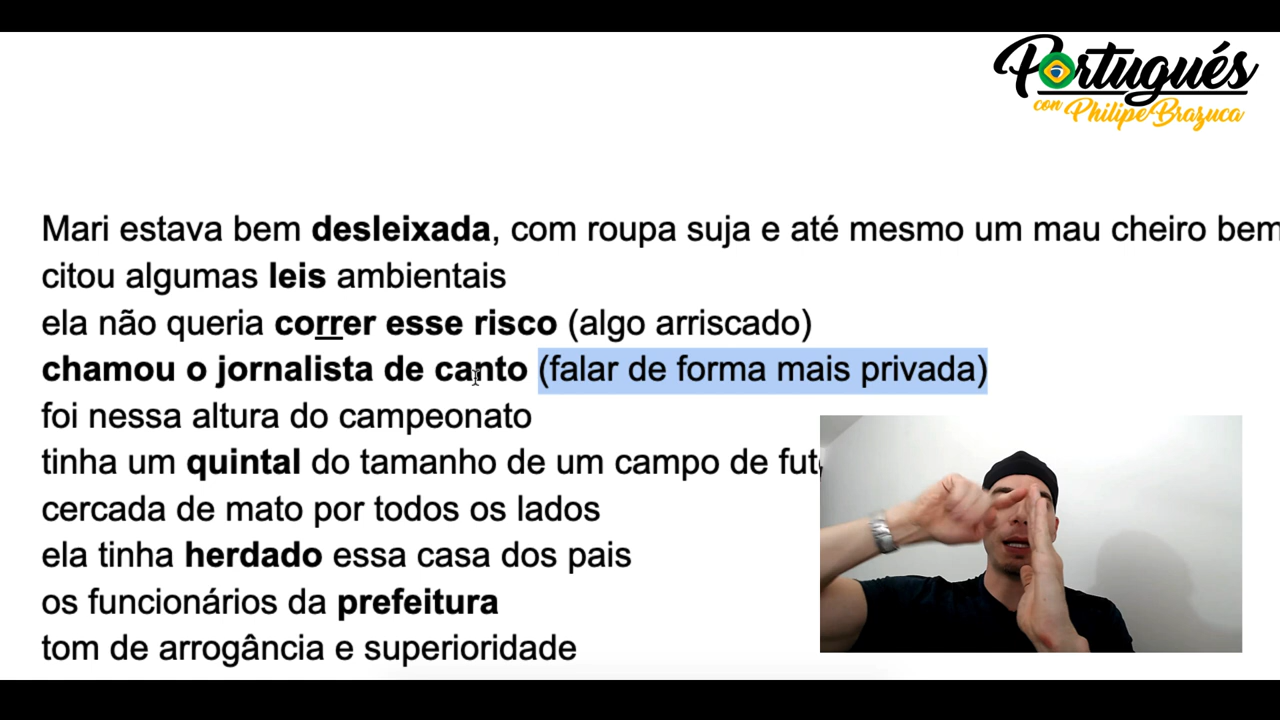 Portugués
con PhilipeBrazuca
Mari estava bem desleixada, com roupa suja e até mesmo um mau cheiro bem
citou algumas leis ambientais
ela não queria correr esse risco (algo arriscado)
chamou o jornalista de canto (falar de forma mais privada)
foi nessa altura do campeonato
tinha um quintal do tamanho de um campo de fut
cercada de mato por todos os lados
ela tinha herdado essa casa dos pais
os funcionários da prefeitura
tom de arrogância e superioridade